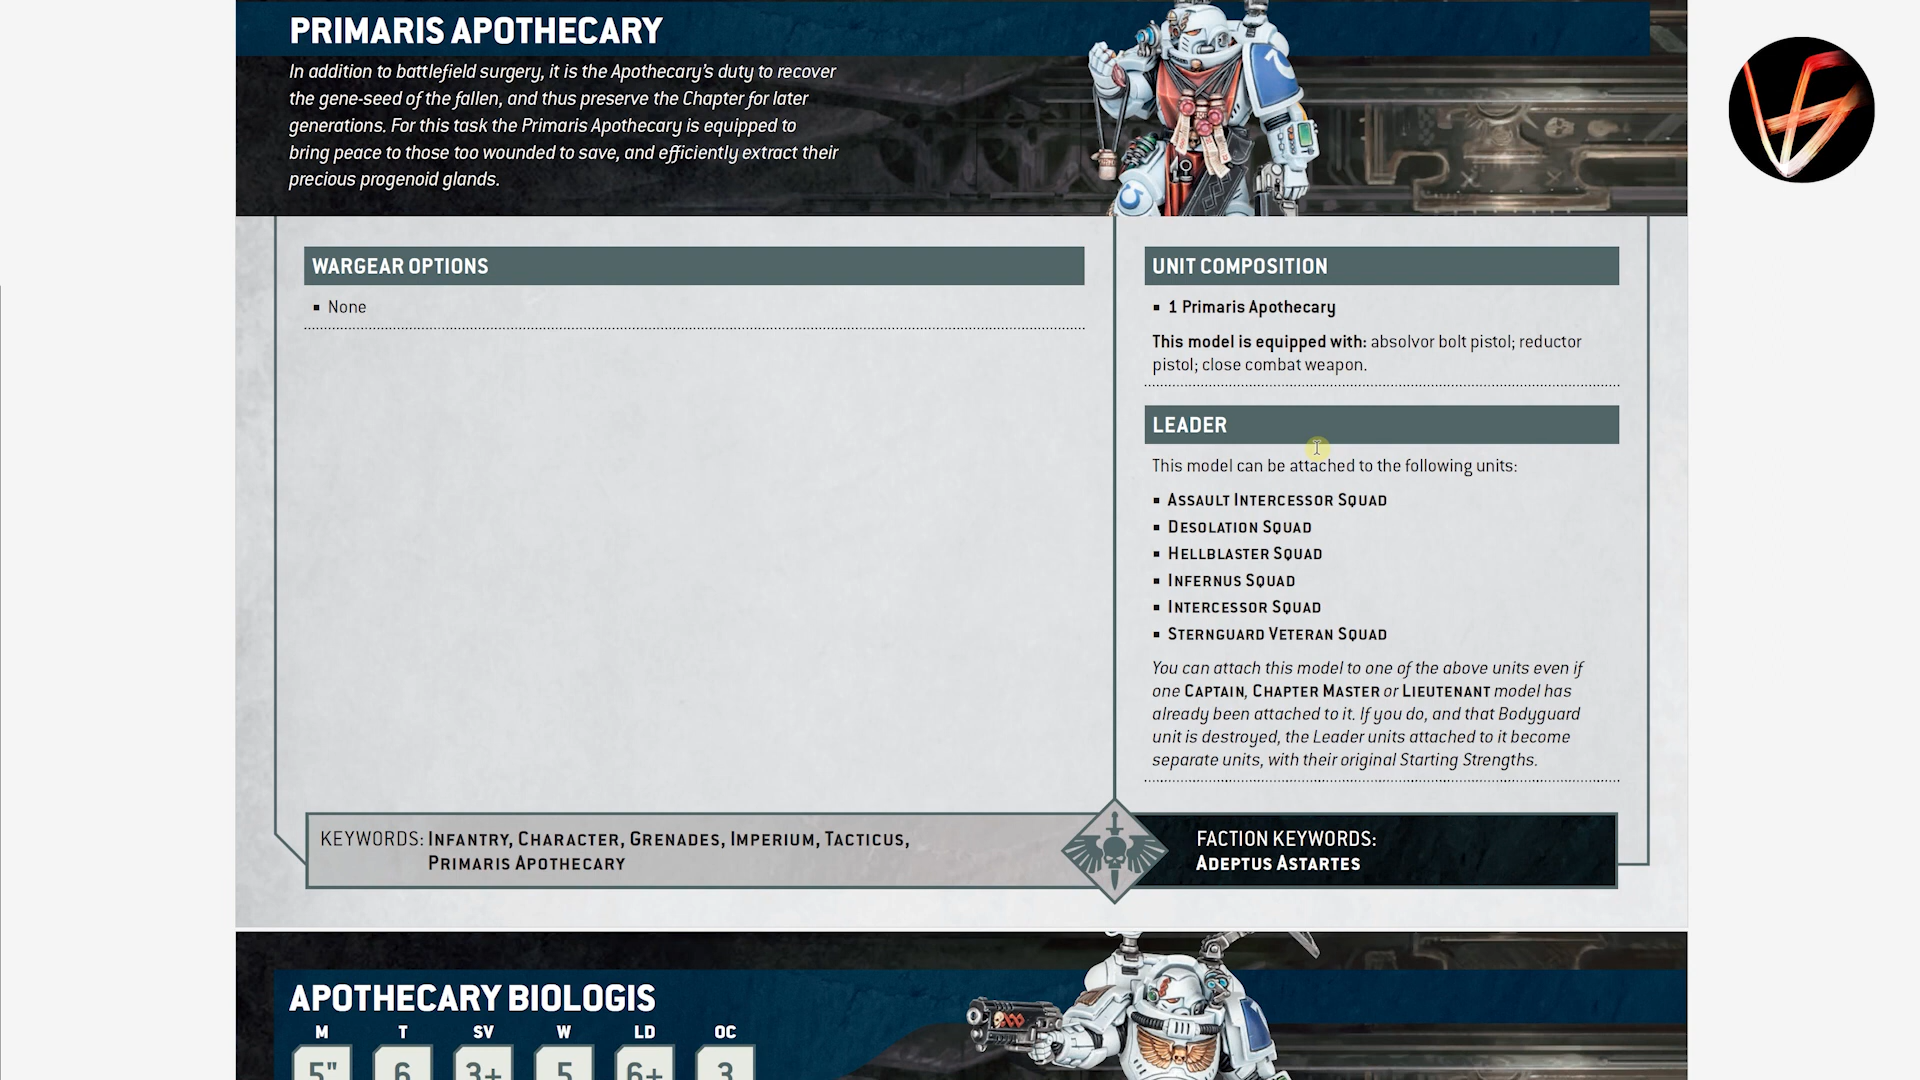 PRIMARIS APOTHECARY
In addition to battlefield surgery, it is the Apothecary's duty to recover
the gene-seed of the fallen, and thus preserve the Chapter for later
generations. For this task the Primaris Apothecary is equipped to
bring peace to those too wounded to save, and efficiently extract their
precious progenoid glands.
WARGEAR OPTIONS
▪ None
UNIT COMPOSITION
▪ 1 Primaris Apothecary
This model is equipped with: absolvor bolt pistol; reductor
pistol; close combat weapon.
LEADER
This model can be attached to the following units:
▪ ASSAULT INTERCESSOR SQUAD
▪ DESOLATION SQUAD
▪ HELLBLASTER SQUAD
▪ INFERNUS SQUAD
▪ INTERCESSOR SQUAD
▪ STERNGUARD VETERAN SQUAD
You can attach this model to one of the above units even if
one CAPTAIN, CHAPTER MASTER or LIEUTENANT model has
already been attached to it. If you do, and that Bodyguard
unit is destroyed, the Leader units attached to it become
separate units, with their original Starting Strengths.
KEYWORDS: INFANTRY, CHARACTER, GRENADES, IMPERIUM, TACTICUS,
PRIMARIS APOTHECARY
FACTION KEYWORDS:
ADEPTUS ASTARTES
APOTHECARY BIOLOGIS
M T SV W LD OC
5" 6 3+ 5 6+ 3